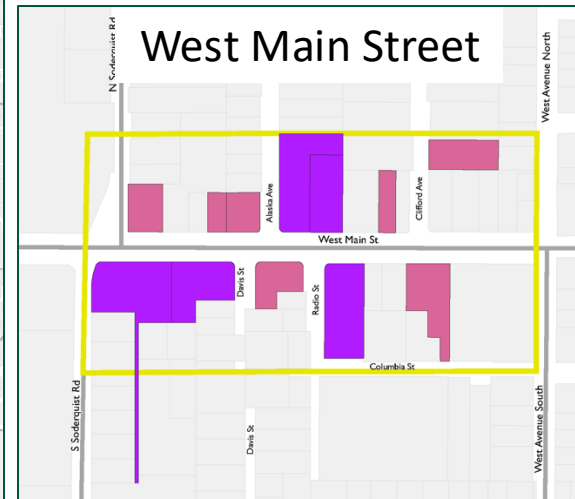 West Main Street
N Soderquist Rd
West Avenue North
Alaska Ave
Clifford Ave
West Main St
Davis St
Radio St
Columbia St
S Soderquist Rd
Davis St
West Avenue South